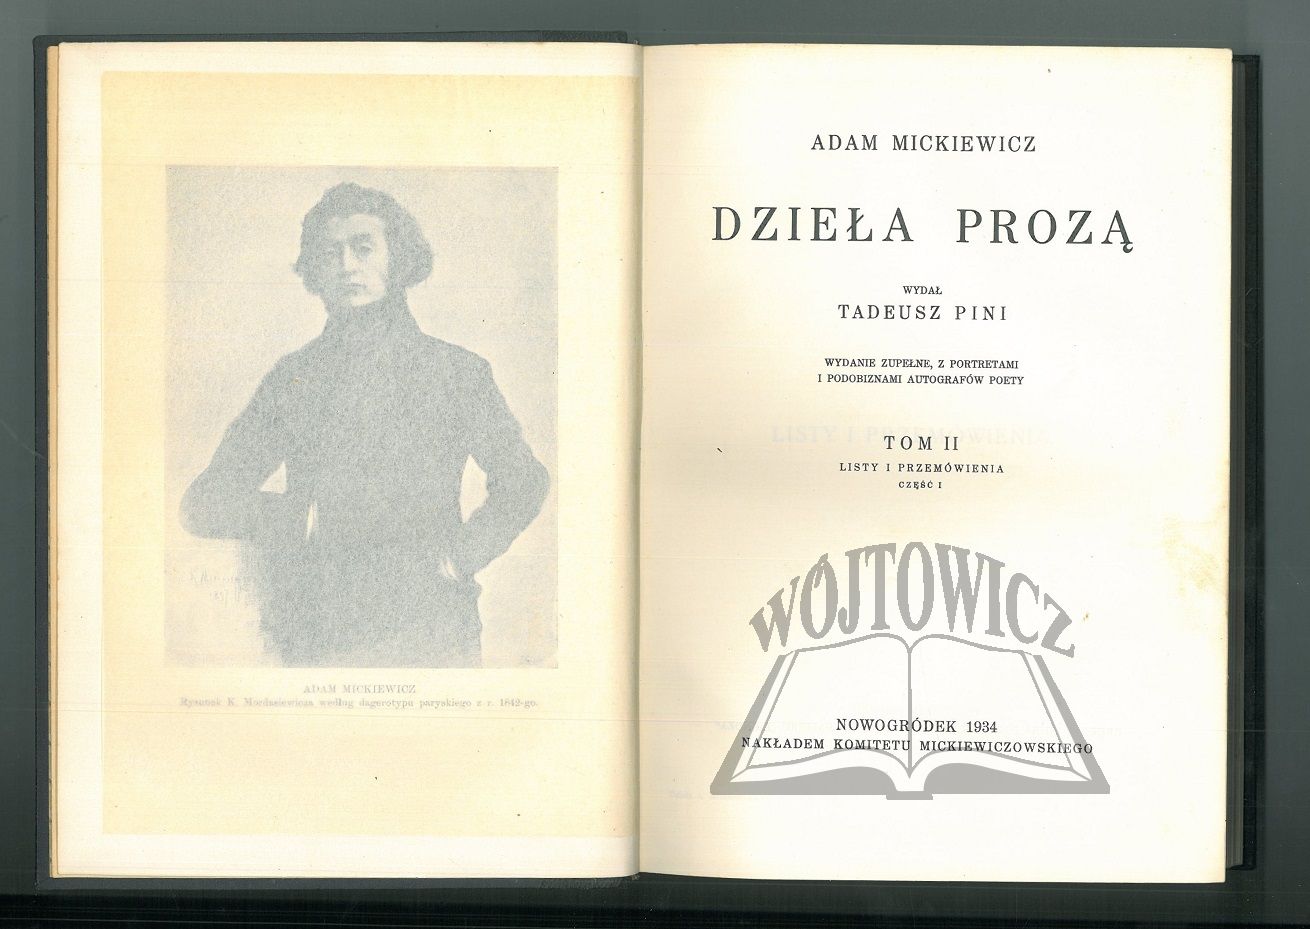 ADAM MICKIEWICZ
Rysunek K. Mordasiewicza według dagerotypu paryskiego z r. 1842-go.
ADAM MICKIEWICZ
DZIEŁA PROZĄ
WYDAŁ
TADEUSZ PINI
WYDANIE ZUPEŁNE, Z PORTRETAMI
I PODOBIZNAMI AUTOGRAFÓW POETY
TOM II
LISTY I PRZEMÓWIENIA
CZĘŚĆ I
WÓJTOWICZ
NOWOGRÓDEK 1934
NAKŁADEM KOMITETU MICKIEWICZOWSKIEGO